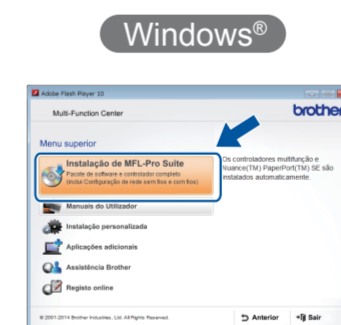 Windows®
Adobe Flash Player 10
Multi-Function Center
brother
Menu superior
Instalação de MFL-Pro Suite
Pacote de software e controlador completo
(inclui Configuração de rede sem fios e com fios)
Os controladores multifunção e
Nuance(TM) PaperPort(TM) SE são
instalados automaticamente.
Manuais do Utilizador
Instalação personalizada
Aplicações adicionais
Assistência Brother
Registo online
© 2001-2014 Brother Industries, Ltd. All Rights Reserved.
Anterior
Sair